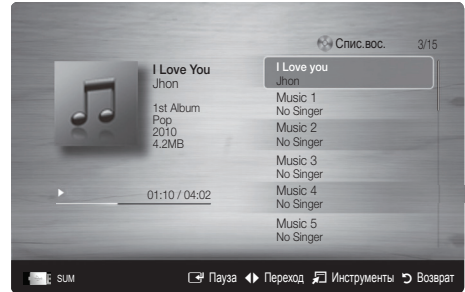 Спис.вос. 3/15
I Love You
Jhon
1st Album
Pop
2010
4.2MB
01:10 / 04:02
I Love you
Jhon
Music 1
No Singer
Music 2
No Singer
Music 3
No Singer
Music 4
No Singer
Music 5
No Singer
SUM Пауза Переход Инструменты Возврат